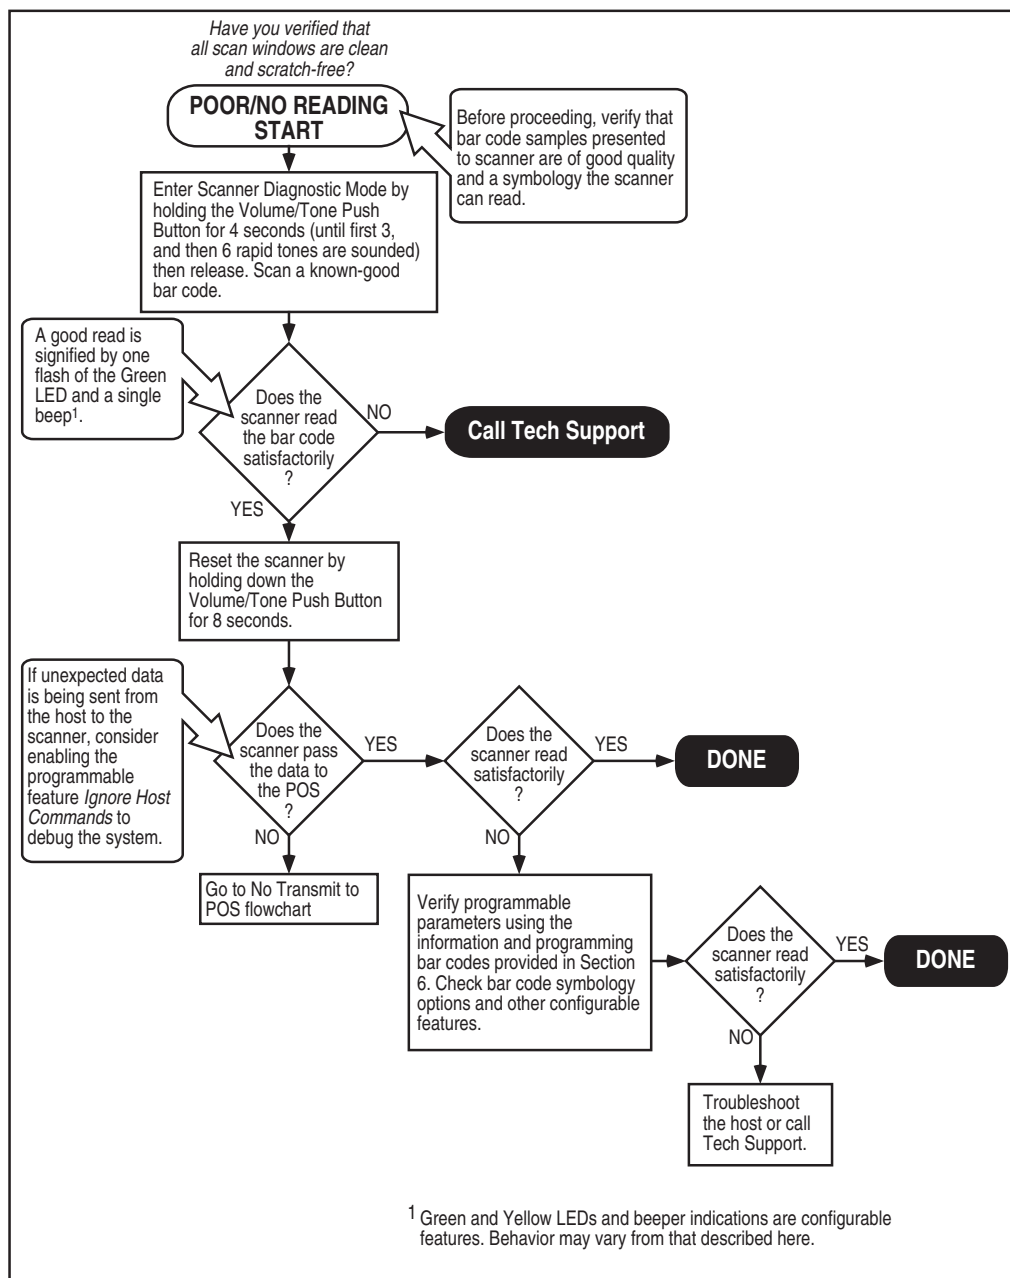 Have you verified that
all scan windows are clean
and scratch-free?
POOR/NO READING
START
Before proceeding, verify that
bar code samples presented
to scanner are of good quality
and a symbology the scanner
can read.
Enter Scanner Diagnostic Mode by
holding the Volume/Tone Push
Button for 4 seconds (until first 3,
and then 6 rapid tones are sounded)
then release. Scan a known-good
bar code.
A good read is
signified by one
flash of the Green
LED and a single
beep¹.
Does the
scanner read
the bar code
satisfactorily
?
NO
Call Tech Support
YES
Reset the scanner by
holding down the
Volume/Tone Push Button
for 8 seconds.
If unexpected data
is being sent from
the host to the
scanner, consider
enabling the
programmable
feature Ignore Host
Commands to
debug the system.
Does the
scanner pass
the data to
the POS
?
YES
Does the
scanner read
satisfactorily
?
YES
DONE
NO
Go to No Transmit to
POS flowchart
NO
Verify programmable
parameters using the
information and programming
bar codes provided in Section
6. Check bar code symbology
options and other configurable
features.
Does the
scanner read
satisfactorily
?
YES
DONE
NO
Troubleshoot
the host or call
Tech Support.
¹ Green and Yellow LEDs and beeper indications are configurable
features. Behavior may vary from that described here.